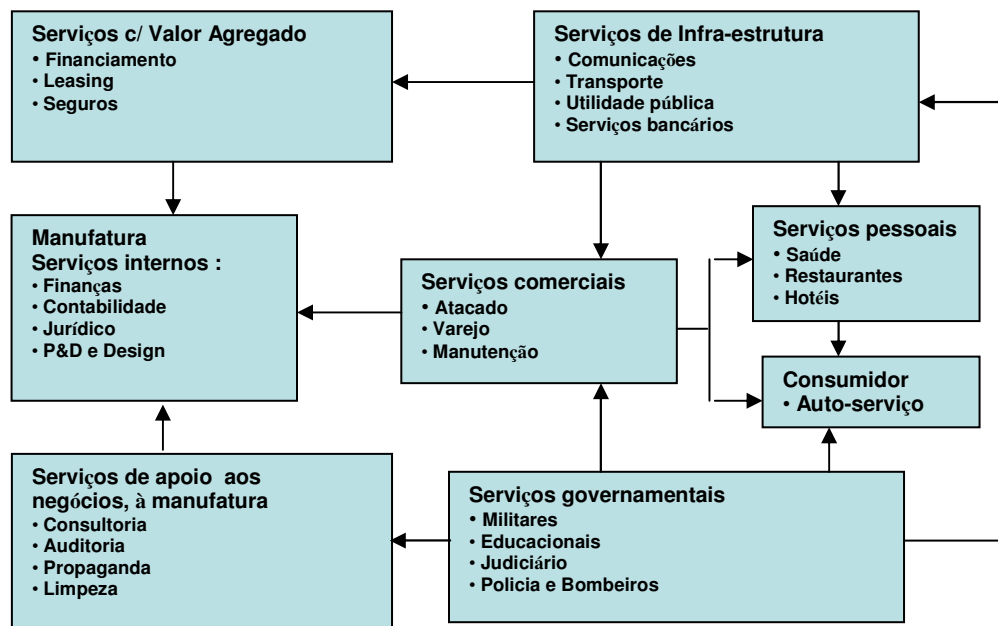 Serviços c/ Valor Agregado
• Financiamento
• Leasing
• Seguros
Serviços de Infra-estrutura
• Comunicações
• Transporte
• Utilidade pública
• Serviços bancários
Manufatura
Serviços internos :
• Finanças
• Contabilidade
• Jurídico
• P&D e Design
Serviços comerciais
• Atacado
• Varejo
• Manutenção
Serviços pessoais
• Saúde
• Restaurantes
• Hotéis
Consumidor
• Auto-serviço
Serviços de apoio aos
negócios, à manufatura
• Consultoria
• Auditoria
• Propaganda
• Limpeza
Serviços governamentais
• Militares
• Educacionais
• Judiciário
• Policia e Bombeiros